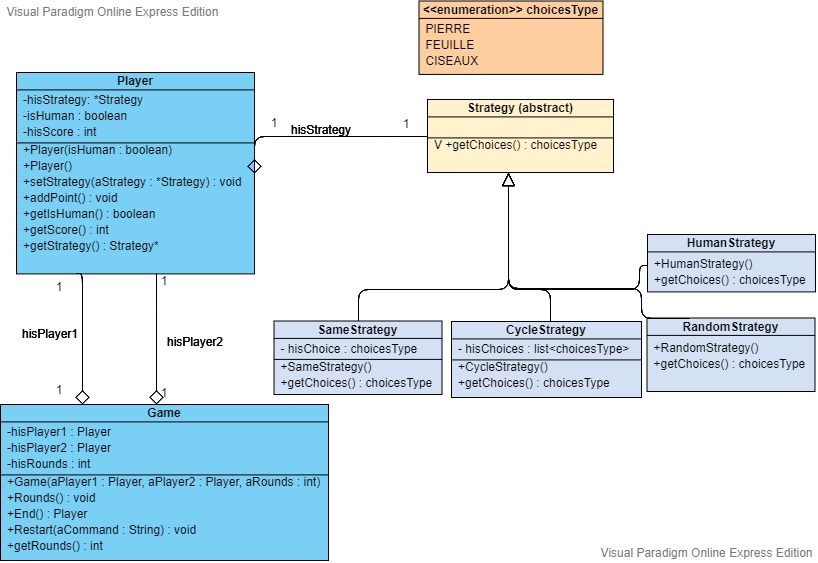 Visual Paradigm Online Express Edition
<<enumeration>> choicesType
PIERRE
FEUILLE
CISEAUX
Player
-hisStrategy: *Strategy
-isHuman : boolean
-hisScore : int
+Player(isHuman : boolean)
+Player()
+setStrategy(aStrategy : *Strategy) : void
+addPoint() : void
+getIsHuman() : boolean
+getScore() : int
+getStrategy() : Strategy*
1
hisStrategy
1
Strategy (abstract)
V +getChoices() : choicesType
HumanStrategy
+HumanStrategy()
+getChoices() : choicesType
1
1
hisPlayer1
hisPlayer2
1
1
SameStrategy
- hisChoice : choicesType
+SameStrategy()
+getChoices() : choicesType
CycleStrategy
- hisChoices : list<choicesType>
+CycleStrategy()
+getChoices() : choicesType
RandomStrategy
+RandomStrategy()
+getChoices() : choicesType
Game
-hisPlayer1 : Player
-hisPlayer2 : Player
-hisRounds : int
+Game(aPlayer1 : Player, aPlayer2 : Player, aRounds : int)
+Rounds() : void
+End() : Player
+Restart(aCommand : String) : void
+getRounds() : int
Visual Paradigm Online Express Edition